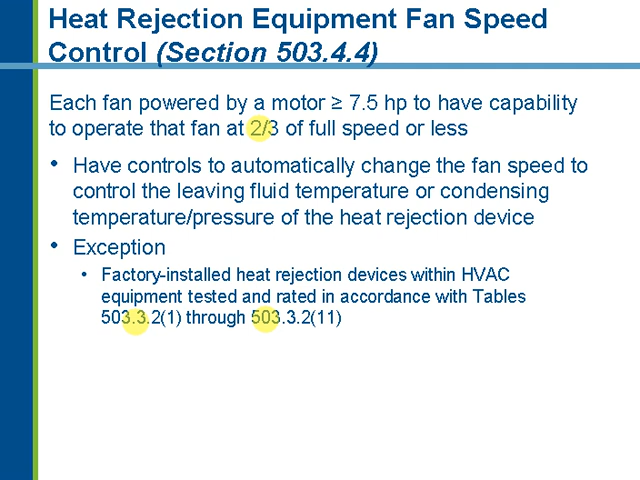 Heat Rejection Equipment Fan Speed
Control (Section 503.4.4)
Each fan powered by a motor ≥ 7.5 hp to have capability
to operate that fan at 2/3 of full speed or less
• Have controls to automatically change the fan speed to
control the leaving fluid temperature or condensing
temperature/pressure of the heat rejection device
• Exception
• Factory-installed heat rejection devices within HVAC
equipment tested and rated in accordance with Tables
503.3.2(1) through 503.3.2(11)